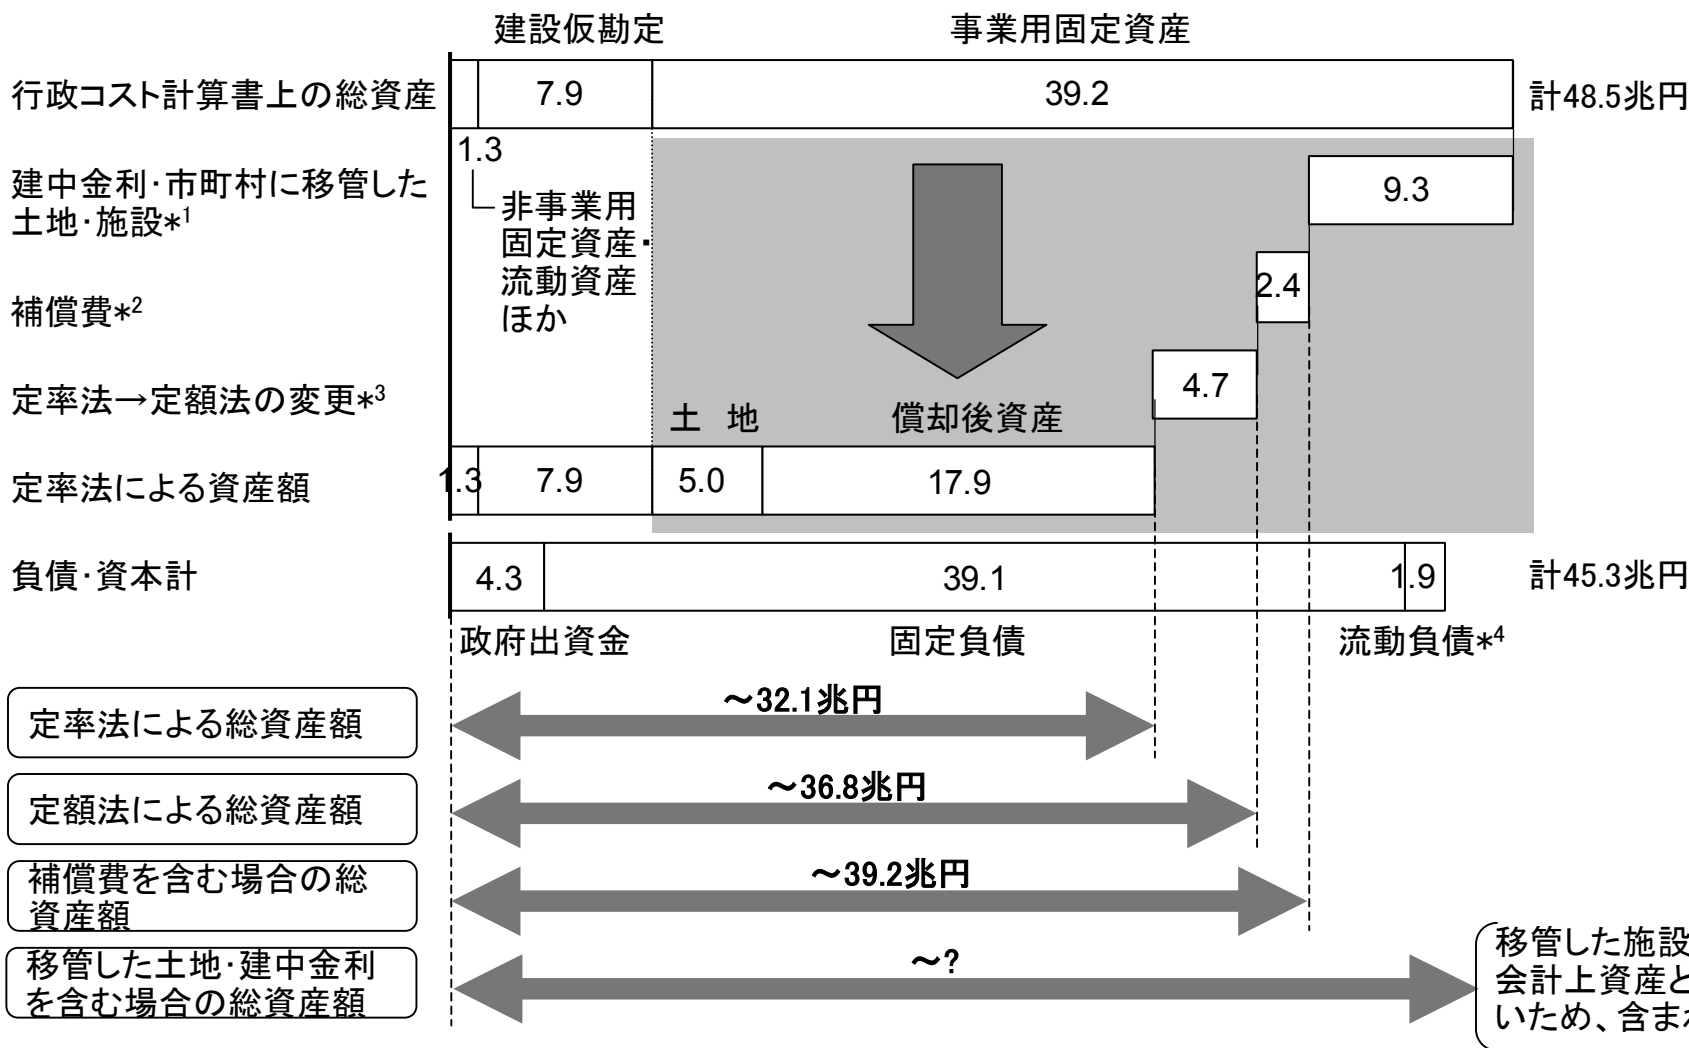 建設仮勘定
事業用固定資産
行政コスト計算書上の総資産
7.9
39.2
計48.5兆円
1.3
建中金利・市町村に移管した
土地・施設*1
9.3
非事業用
固定資産・
流動資産
ほか
補償費*2
2.4
定率法→定額法の変更*3
4.7
土 地
償却後資産
定率法による資産額
1.3
7.9
5.0
17.9
負債・資本計
4.3
39.1
1.9
計45.3兆円
政府出資金
固定負債
流動負債*4
定率法による総資産額
~32.1兆円
定額法による総資産額
~36.8兆円
補償費を含む場合の総
資産額
~39.2兆円
移管した土地・建中金利
を含む場合の総資産額
~?
移管した施設
会計上資産と
いため、含ま